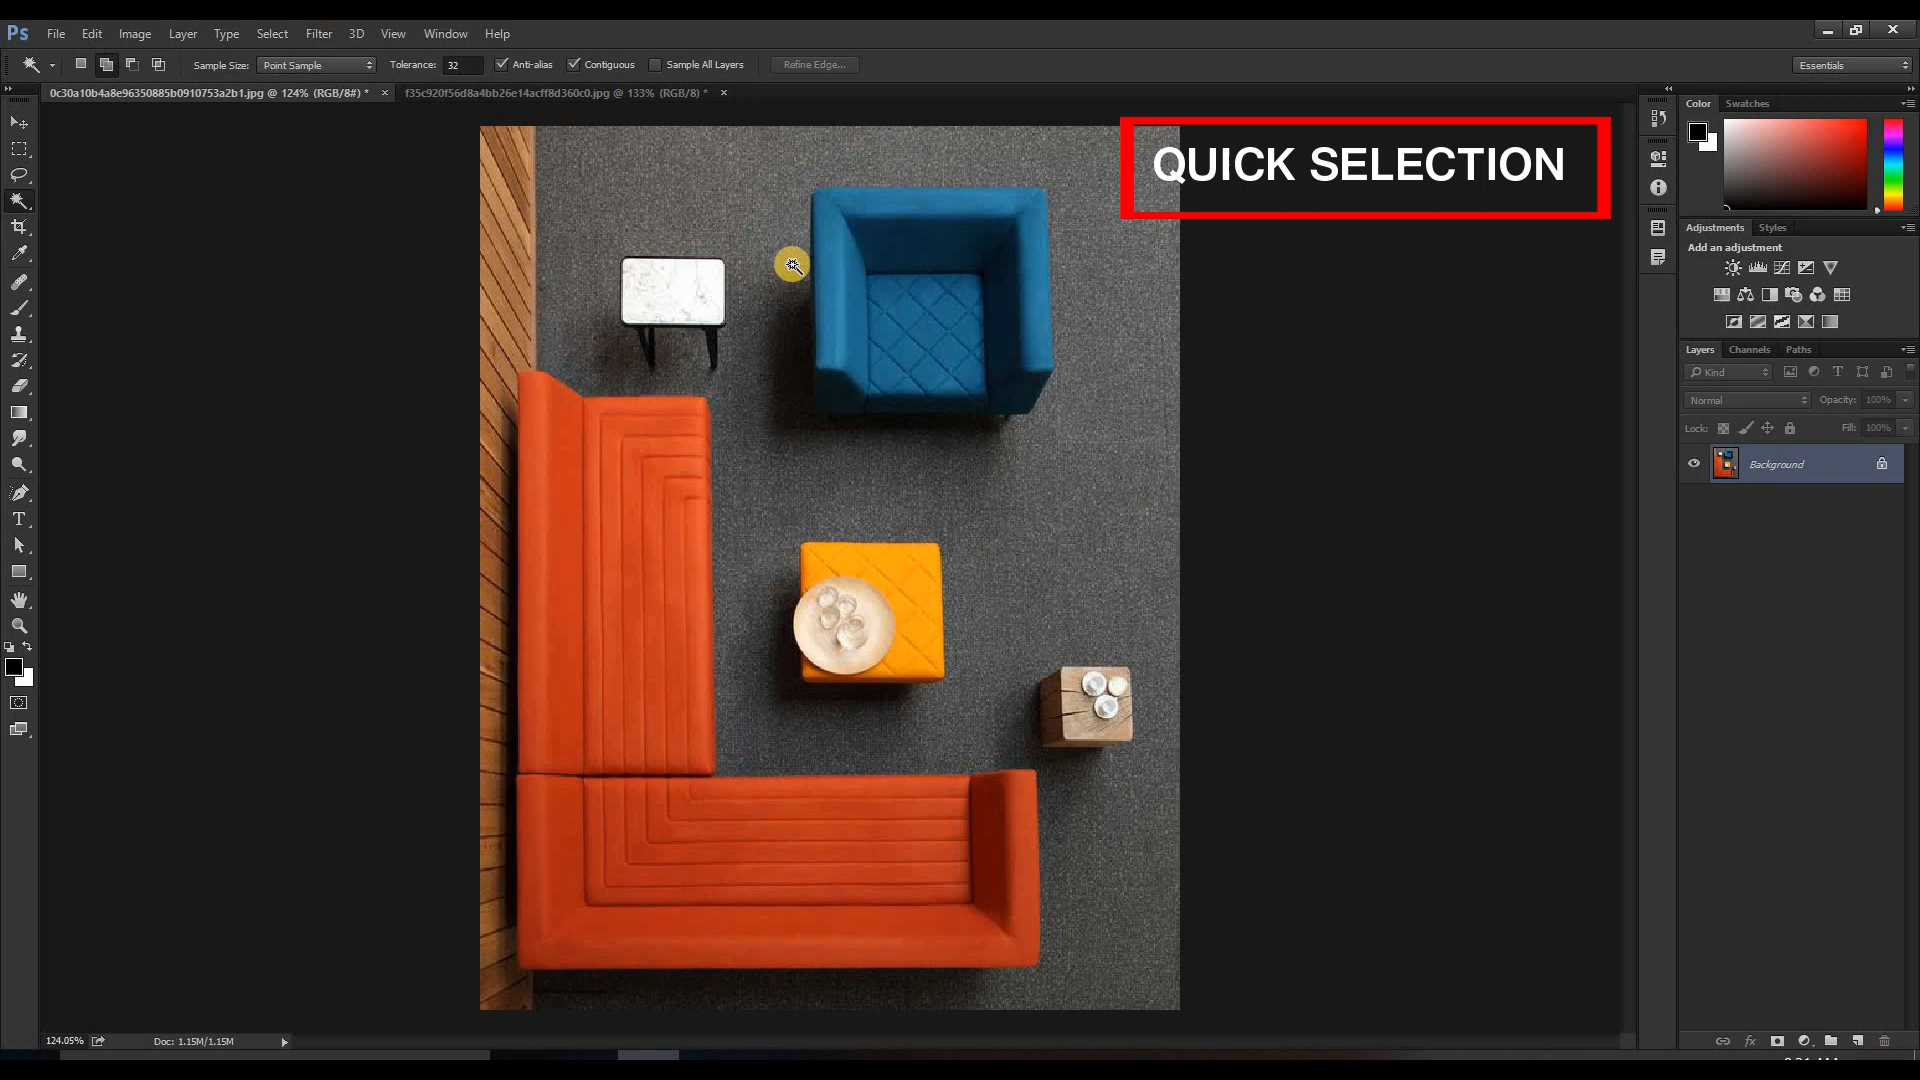 Ps File Edit Image Layer Type Select Filter 3D View Window Help
Sample Size: Point Sample Tolerance: 32 Anti-alias Contiguous Sample All Layers Refine Edge... Essentials
0c30a10b4a8e96350885b0910753a2b1.jpg @ 124% (RGB/8#) * × f35c920f56d8a4bb26e14acff8d360c0.jpg @ 133% (RGB/8) * ×
Color Swatches
QUICK SELECTION
Adjustments Styles
Add an adjustment
Layers Channels Paths
Kind
Normal Opacity: 100%
Lock: Fill: 100%
Background
124.05% Doc: 1.15M/1.15M